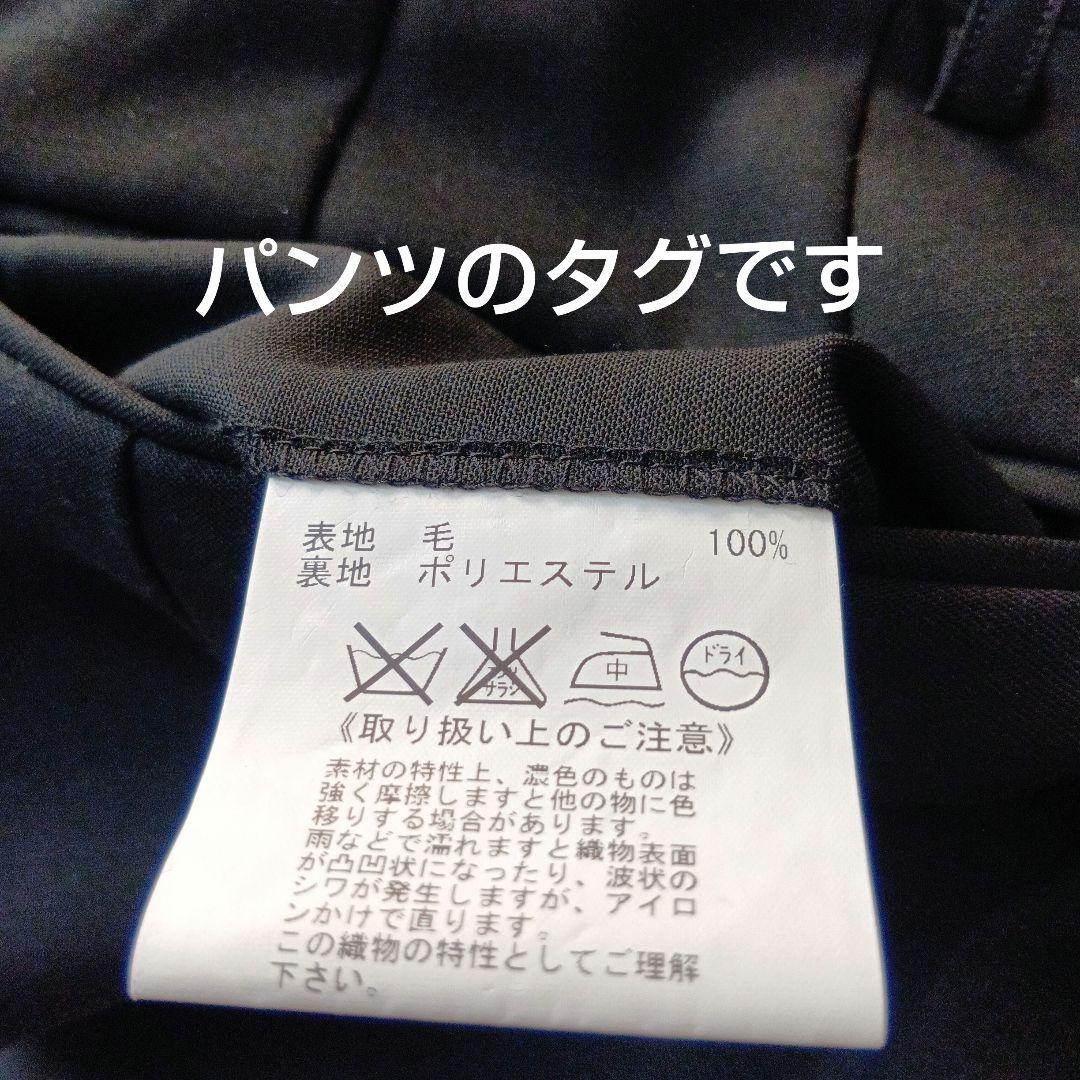 パンツのタグです
表地 毛 100%
裏地 ポリエステル
エンソ
サラシ
中
ドライ
《取り扱い上のご注意》
素材の特性上、濃色のものは
強く摩擦しますと他の物に色
移りする場合があります。
雨などで濡れますと織物表面
が凸凹状になったり、波状の
シワが発生しますが、アイロ
ンかけで直ります。
この織物の特性としてご理解
下さい。